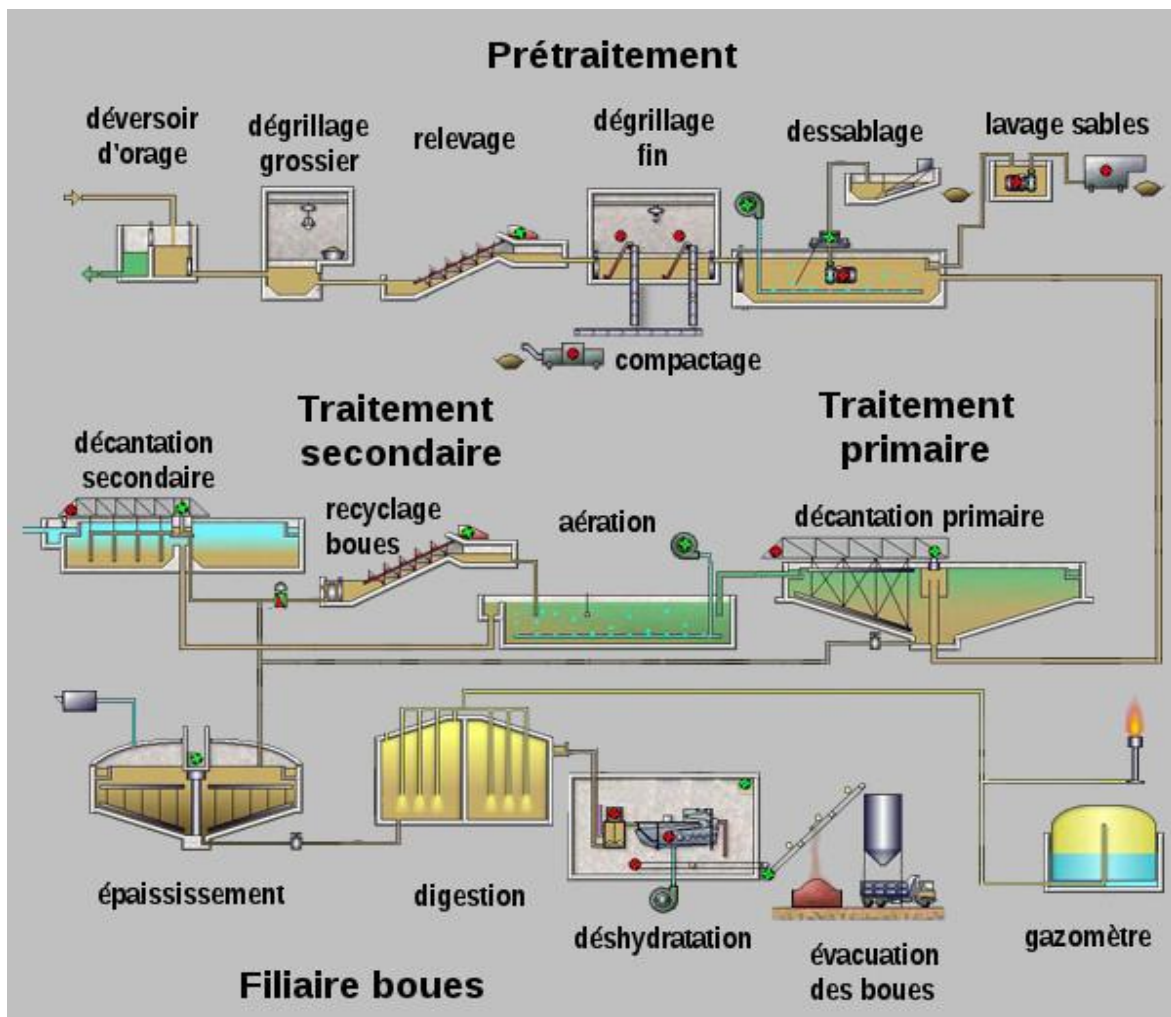 Prétraitement
déversoir
d'orage
dégrillage
grossier
relevage
dégrillage
fin
dessablage
lavage sables
compactage
Traitement
secondaire
Traitement
primaire
décantation
secondaire
recyclage
boues
aération
décantation primaire
épaississement
digestion
déshydratation
évacuation
des boues
gazomètre
Filiaire boues